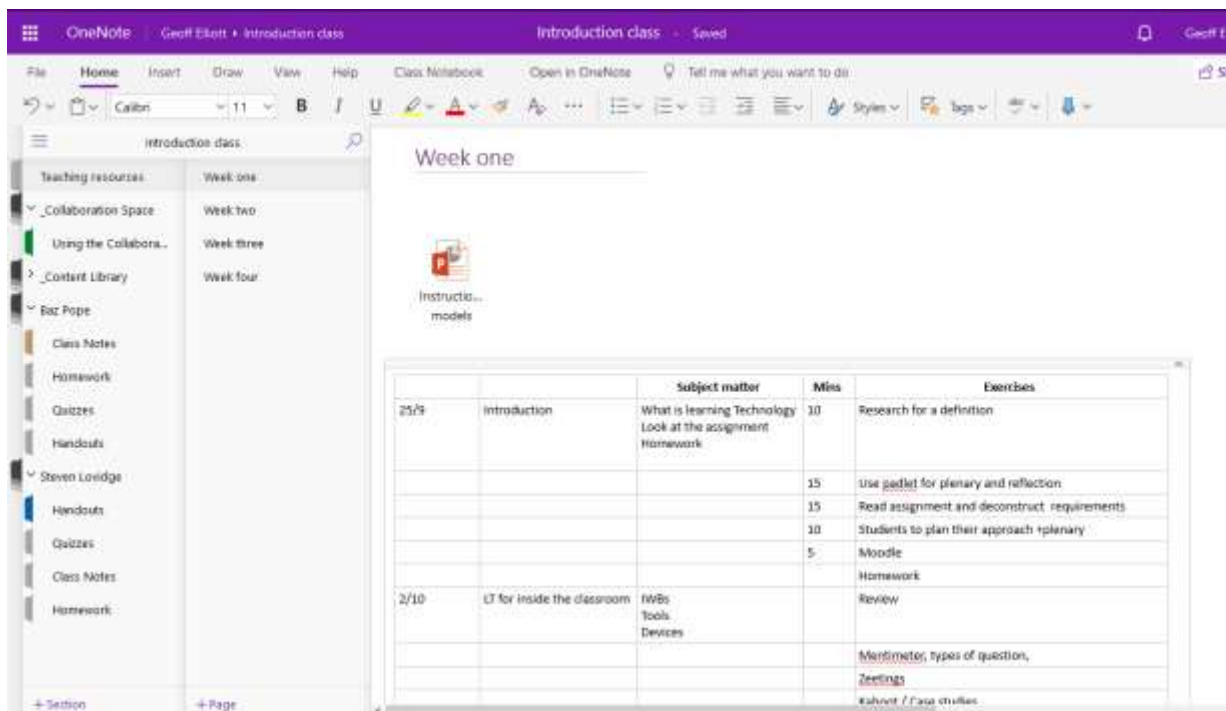 OneNote Geoff Elliott › Introduction class Introduction class - Saved Geoff E
File Home Insert Draw View Help Class Notebook Open in OneNote Tell me what you want to do
Calibri 11 B I U Styles Tags
Introduction class
Teaching resources
_Collaboration Space
Using the Collabora...
_Content Library
Baz Pope
Class Notes
Homework
Quizzes
Handouts
Steven Lovidge
Handouts
Quizzes
Class Notes
Homework
+ Section
Week one
Week two
Week three
Week four
+ Page
Week one
Instructio...
models
Subject matter Mins Exercises
25/9 Introduction What is learning Technology 10 Research for a definition
Look at the assignment
Homework
15 Use padlet for plenary and reflection
15 Read assignment and deconstruct requirements
10 Students to plan their approach +plenary
5 Moodle
Homework
2/10 LT for inside the classroom IWBs Review
Tools
Devices
Mentimeter, types of question,
Zeetings
Kahoot / Case studies